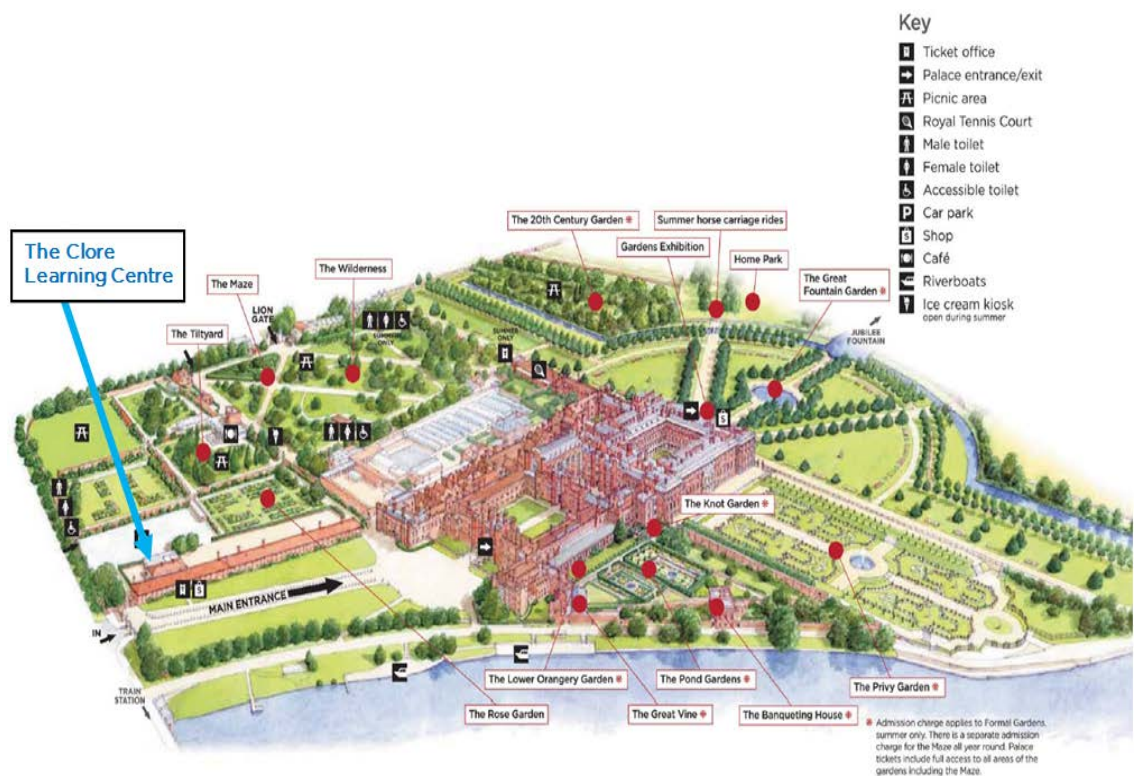 Key
Ticket office
Palace entrance/exit
Picnic area
Royal Tennis Court
Male toilet
Female toilet
Accessible toilet
P Car park
S Shop
Café
Riverboats
Ice cream kiosk
open during summer
The 20th Century Garden *
Summer horse carriage rides
Gardens Exhibition
Home Park
The Great
Fountain Garden *
JUBILEE
FOUNTAIN
The Clore
Learning Centre
The Maze
The Wilderness
LION
GATE
The Tiltyard
SUMMER
ONLY
SUMMER
ONLY
S
The Knot Garden *
S
MAIN ENTRANCE
IN
TRAIN
STATION
The Lower Orangery Garden *
The Pond Gardens *
The Privy Garden *
The Rose Garden
The Great Vine *
The Banqueting House *
* Admission charge applies to Formal Gardens,
summer only. There is a separate admission
charge for the Maze all year round. Palace
tickets include full access to all areas of the
gardens including the Maze.